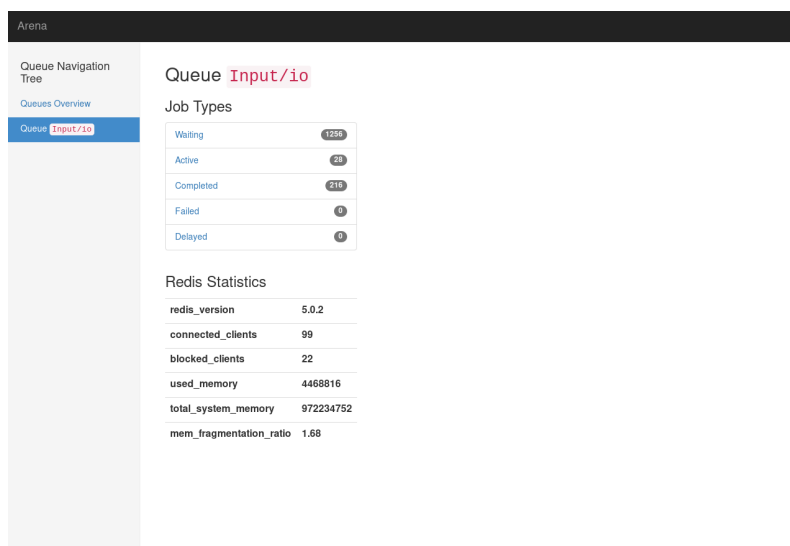 Arena
Queue Navigation
Tree
Queues Overview
Queue Input/io
Queue Input/io
Job Types
Waiting 1256
Active 28
Completed 216
Failed 0
Delayed 0
Redis Statistics
redis_version 5.0.2
connected_clients 99
blocked_clients 22
used_memory 4468816
total_system_memory 972234752
mem_fragmentation_ratio 1.68